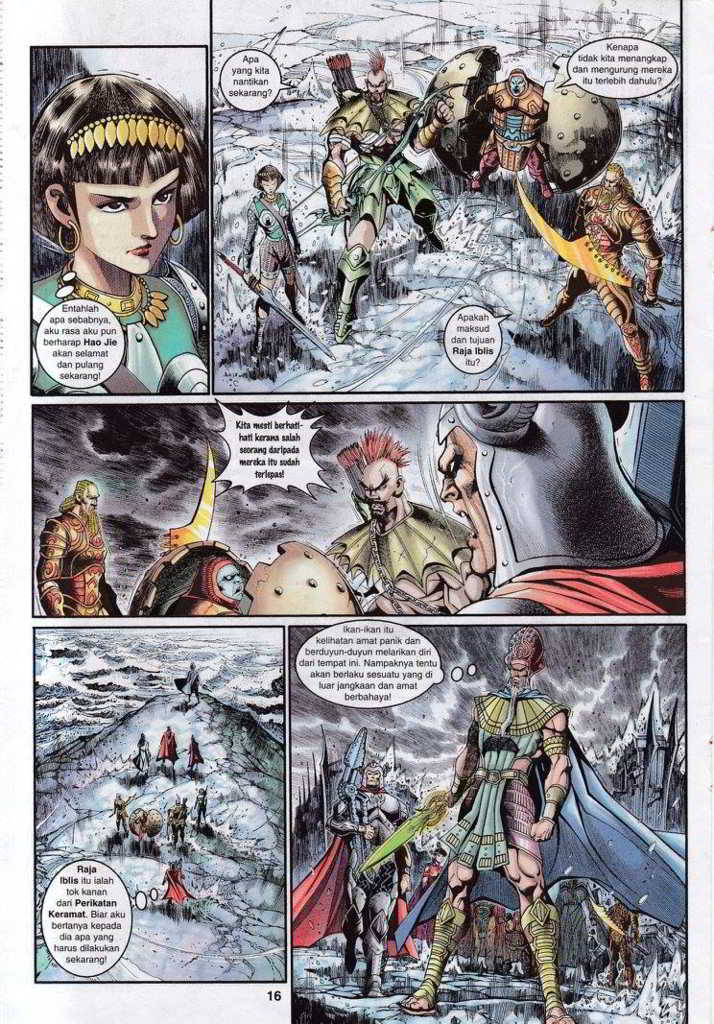 Entahlah
apa sebabnya,
aku rasa aku pun
berharap Hao Jie
akan selamat
dan pulang
sekarang!
Apa
yang kita
nantikan
sekarang?
Kenapa
tidak kita menangkap
dan mengurung mereka
itu terlebih dahulu?
Apakah
maksud
dan tujuan
Raja Iblis
itu?
Kita mesti berhati-
hati kerana salah
seorang daripada
mereka itu sudah
terlepas!
Raja
Iblis itu ialah
tok kanan
dari Perikatan
Keramat. Biar aku
bertanya kepada
dia apa yang
harus dilakukan
sekarang!
Ikan-ikan itu
kelihatan amat panik dan
berduyun-duyun melarikan diri
dari tempat ini. Nampaknya tentu
akan berlaku sesuatu yang di
luar jangkaan dan amat
berbahaya!
16